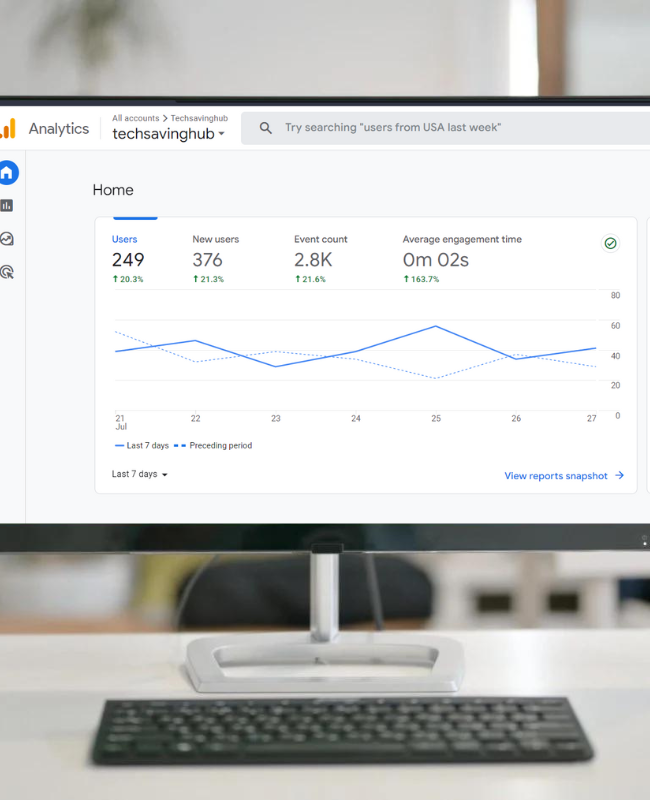 Analytics
All accounts > Techsavinghub
techsavinghub
Try searching "users from USA last week"
Home
Users
249
↑ 20.3%
New users
376
↑ 21.3%
Event count
2.8K
↑ 21.6%
Average engagement time
0m 02s
↑ 163.7%
80
60
40
20
0
21
Jul
22
23
24
25
26
27
Last 7 days
Preceding period
Last 7 days
View reports snapshot →